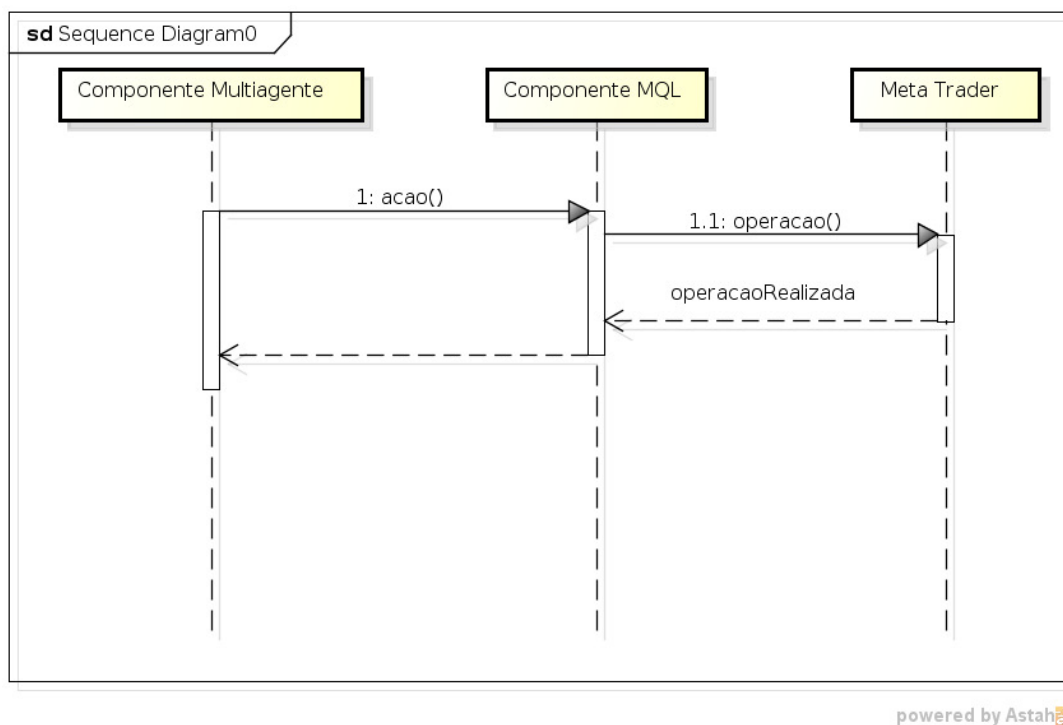 sd Sequence Diagram0
Componente Multiagente
Componente MQL
Meta Trader
1: acao()
1.1: operacao()
operacaoRealizada
powered by Astah